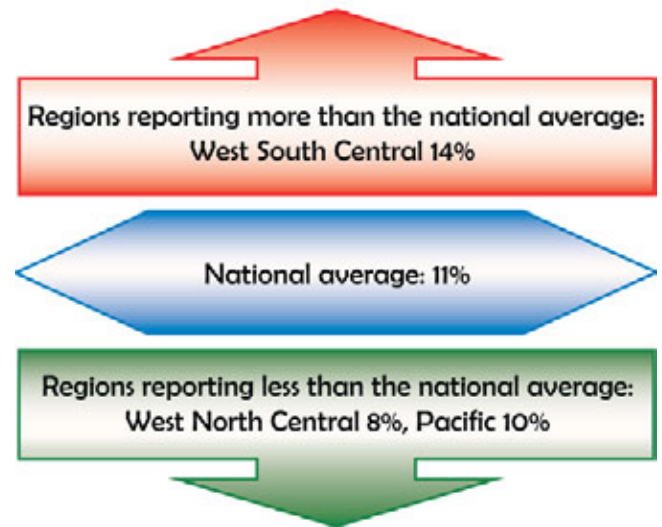 Regions reporting more than the national average:
West South Central 14%
National average: 11%
Regions reporting less than the national average:
West North Central 8%, Pacific 10%